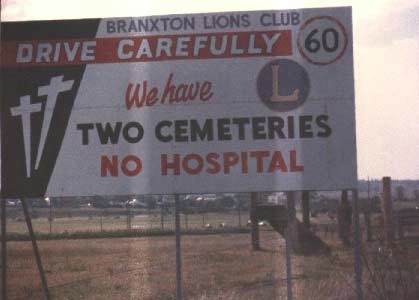 BRANXTON LIONS CLUB
DRIVE CAREFULLY
60
We have
L
TWO CEMETERIES
NO HOSPITAL